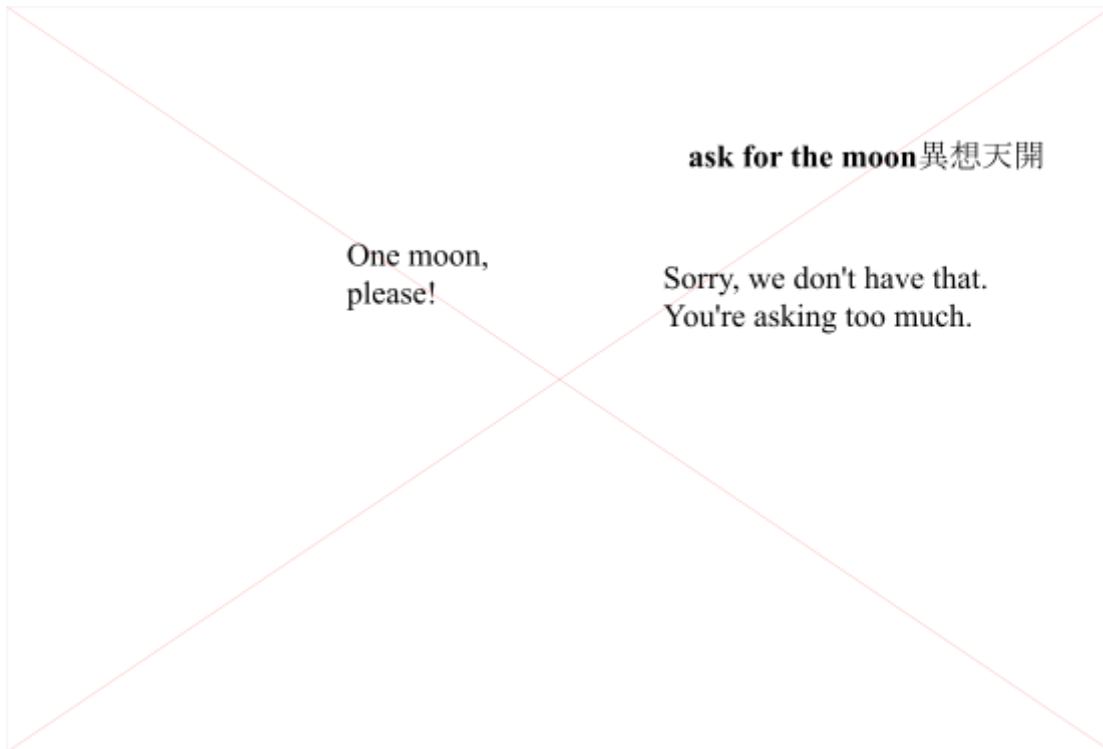 ask for the moon異想天開
One moon,
please!
Sorry, we don't have that.
You're asking too much.